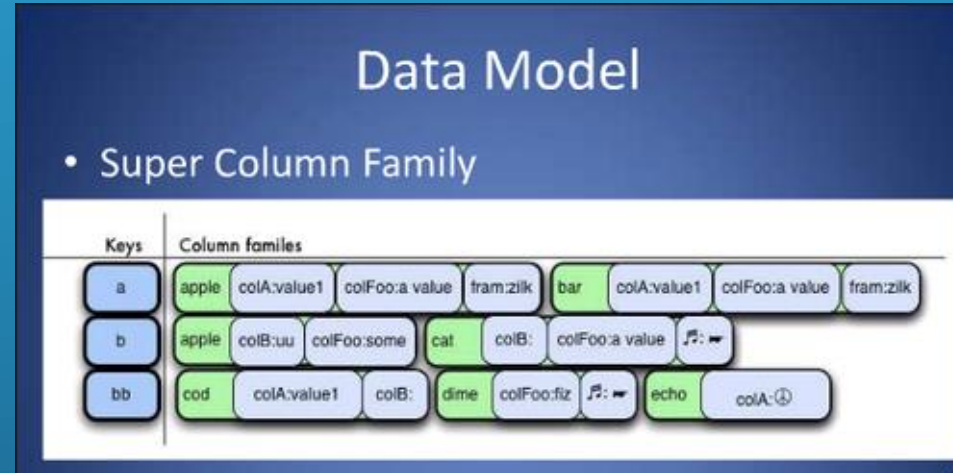 Data Model
• Super Column Family
Keys Column familes
a apple colA:value1 colFoo:a value fram:zilk bar colA:value1 colFoo:a value fram:zilk
b apple colB:uu colFoo:some cat colB: colFoo:a value 🎜:
bb cod colA:value1 colB: dime colFoo:fiz 🎜: echo colA:☮